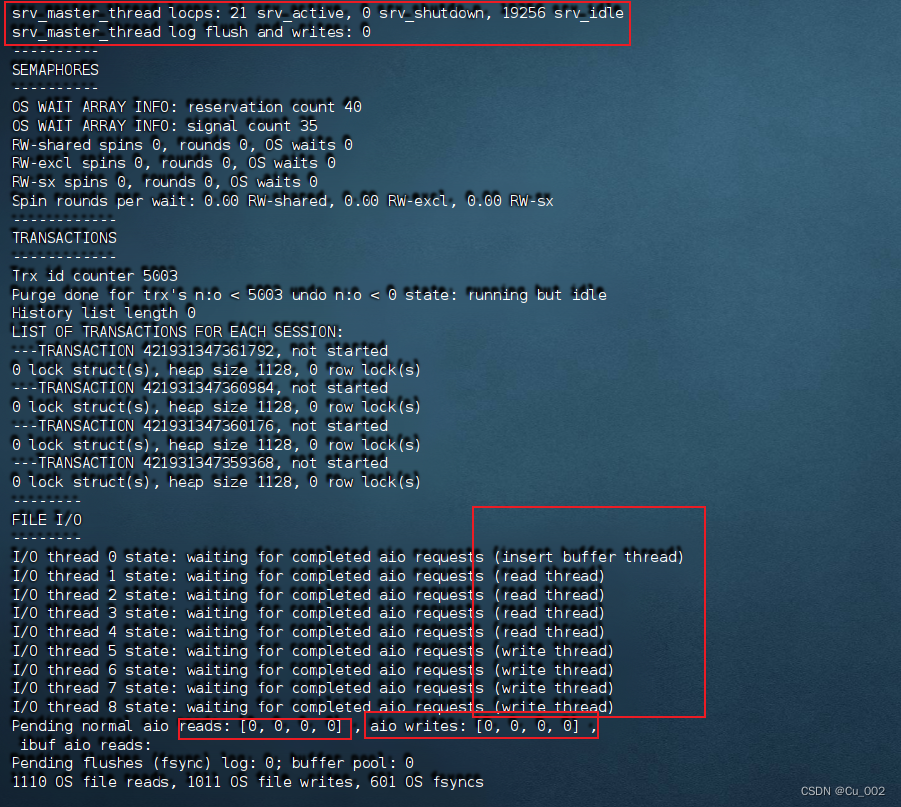 srv_master_thread loops: 21 srv_active, 0 srv_shutdown, 19256 srv_idle
srv_master_thread log flush and writes: 0
----------
SEMAPHORES
----------
OS WAIT ARRAY INFO: reservation count 40
OS WAIT ARRAY INFO: signal count 35
RW-shared spins 0, rounds 0, OS waits 0
RW-excl spins 0, rounds 0, OS waits 0
RW-sx spins 0, rounds 0, OS waits 0
Spin rounds per wait: 0.00 RW-shared, 0.00 RW-excl, 0.00 RW-sx
------------
TRANSACTIONS
------------
Trx id counter 5003
Purge done for trx's n:o < 5003 undo n:o < 0 state: running but idle
History list length 0
LIST OF TRANSACTIONS FOR EACH SESSION:
---TRANSACTION 421931347361792, not started
0 lock struct(s), heap size 1128, 0 row lock(s)
---TRANSACTION 421931347360984, not started
0 lock struct(s), heap size 1128, 0 row lock(s)
---TRANSACTION 421931347360176, not started
0 lock struct(s), heap size 1128, 0 row lock(s)
---TRANSACTION 421931347359368, not started
0 lock struct(s), heap size 1128, 0 row lock(s)
--------
FILE I/O
--------
I/O thread 0 state: waiting for completed aio requests (insert buffer thread)
I/O thread 1 state: waiting for completed aio requests (read thread)
I/O thread 2 state: waiting for completed aio requests (read thread)
I/O thread 3 state: waiting for completed aio requests (read thread)
I/O thread 4 state: waiting for completed aio requests (read thread)
I/O thread 5 state: waiting for completed aio requests (write thread)
I/O thread 6 state: waiting for completed aio requests (write thread)
I/O thread 7 state: waiting for completed aio requests (write thread)
I/O thread 8 state: waiting for completed aio requests (write thread)
Pending normal aio reads: [0, 0, 0, 0] , aio writes: [0, 0, 0, 0] ,
ibuf aio reads:
Pending flushes (fsync) log: 0; buffer pool: 0
1110 OS file reads, 1011 OS file writes, 601 OS fsyncs
CSDN @Cu_002